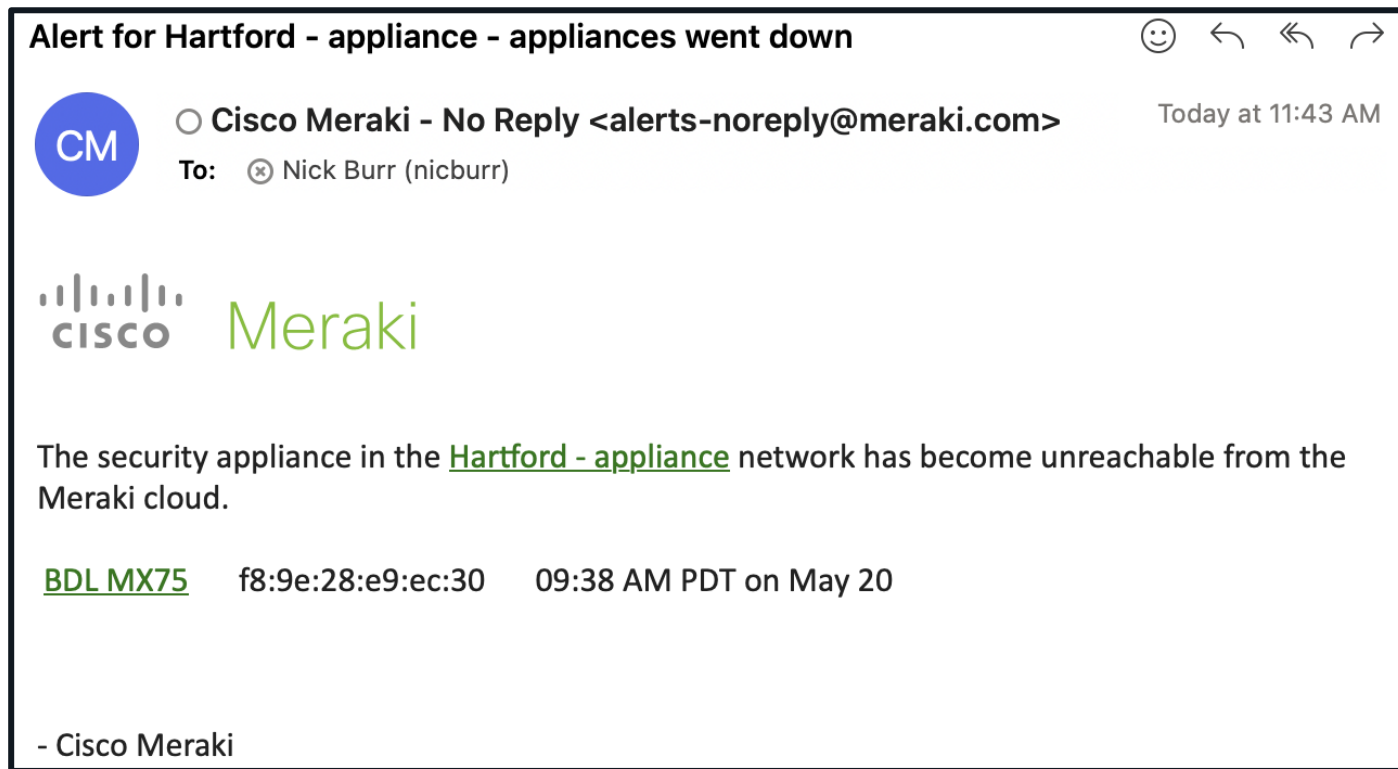 Alert for Hartford - appliance - appliances went down
CM
Cisco Meraki - No Reply <alerts-noreply@meraki.com>
Today at 11:43 AM
To: Nick Burr (nicburr)
CISCO Meraki
The security appliance in the Hartford - appliance network has become unreachable from the
Meraki cloud.
BDL MX75 f8:9e:28:e9:ec:30 09:38 AM PDT on May 20
- Cisco Meraki